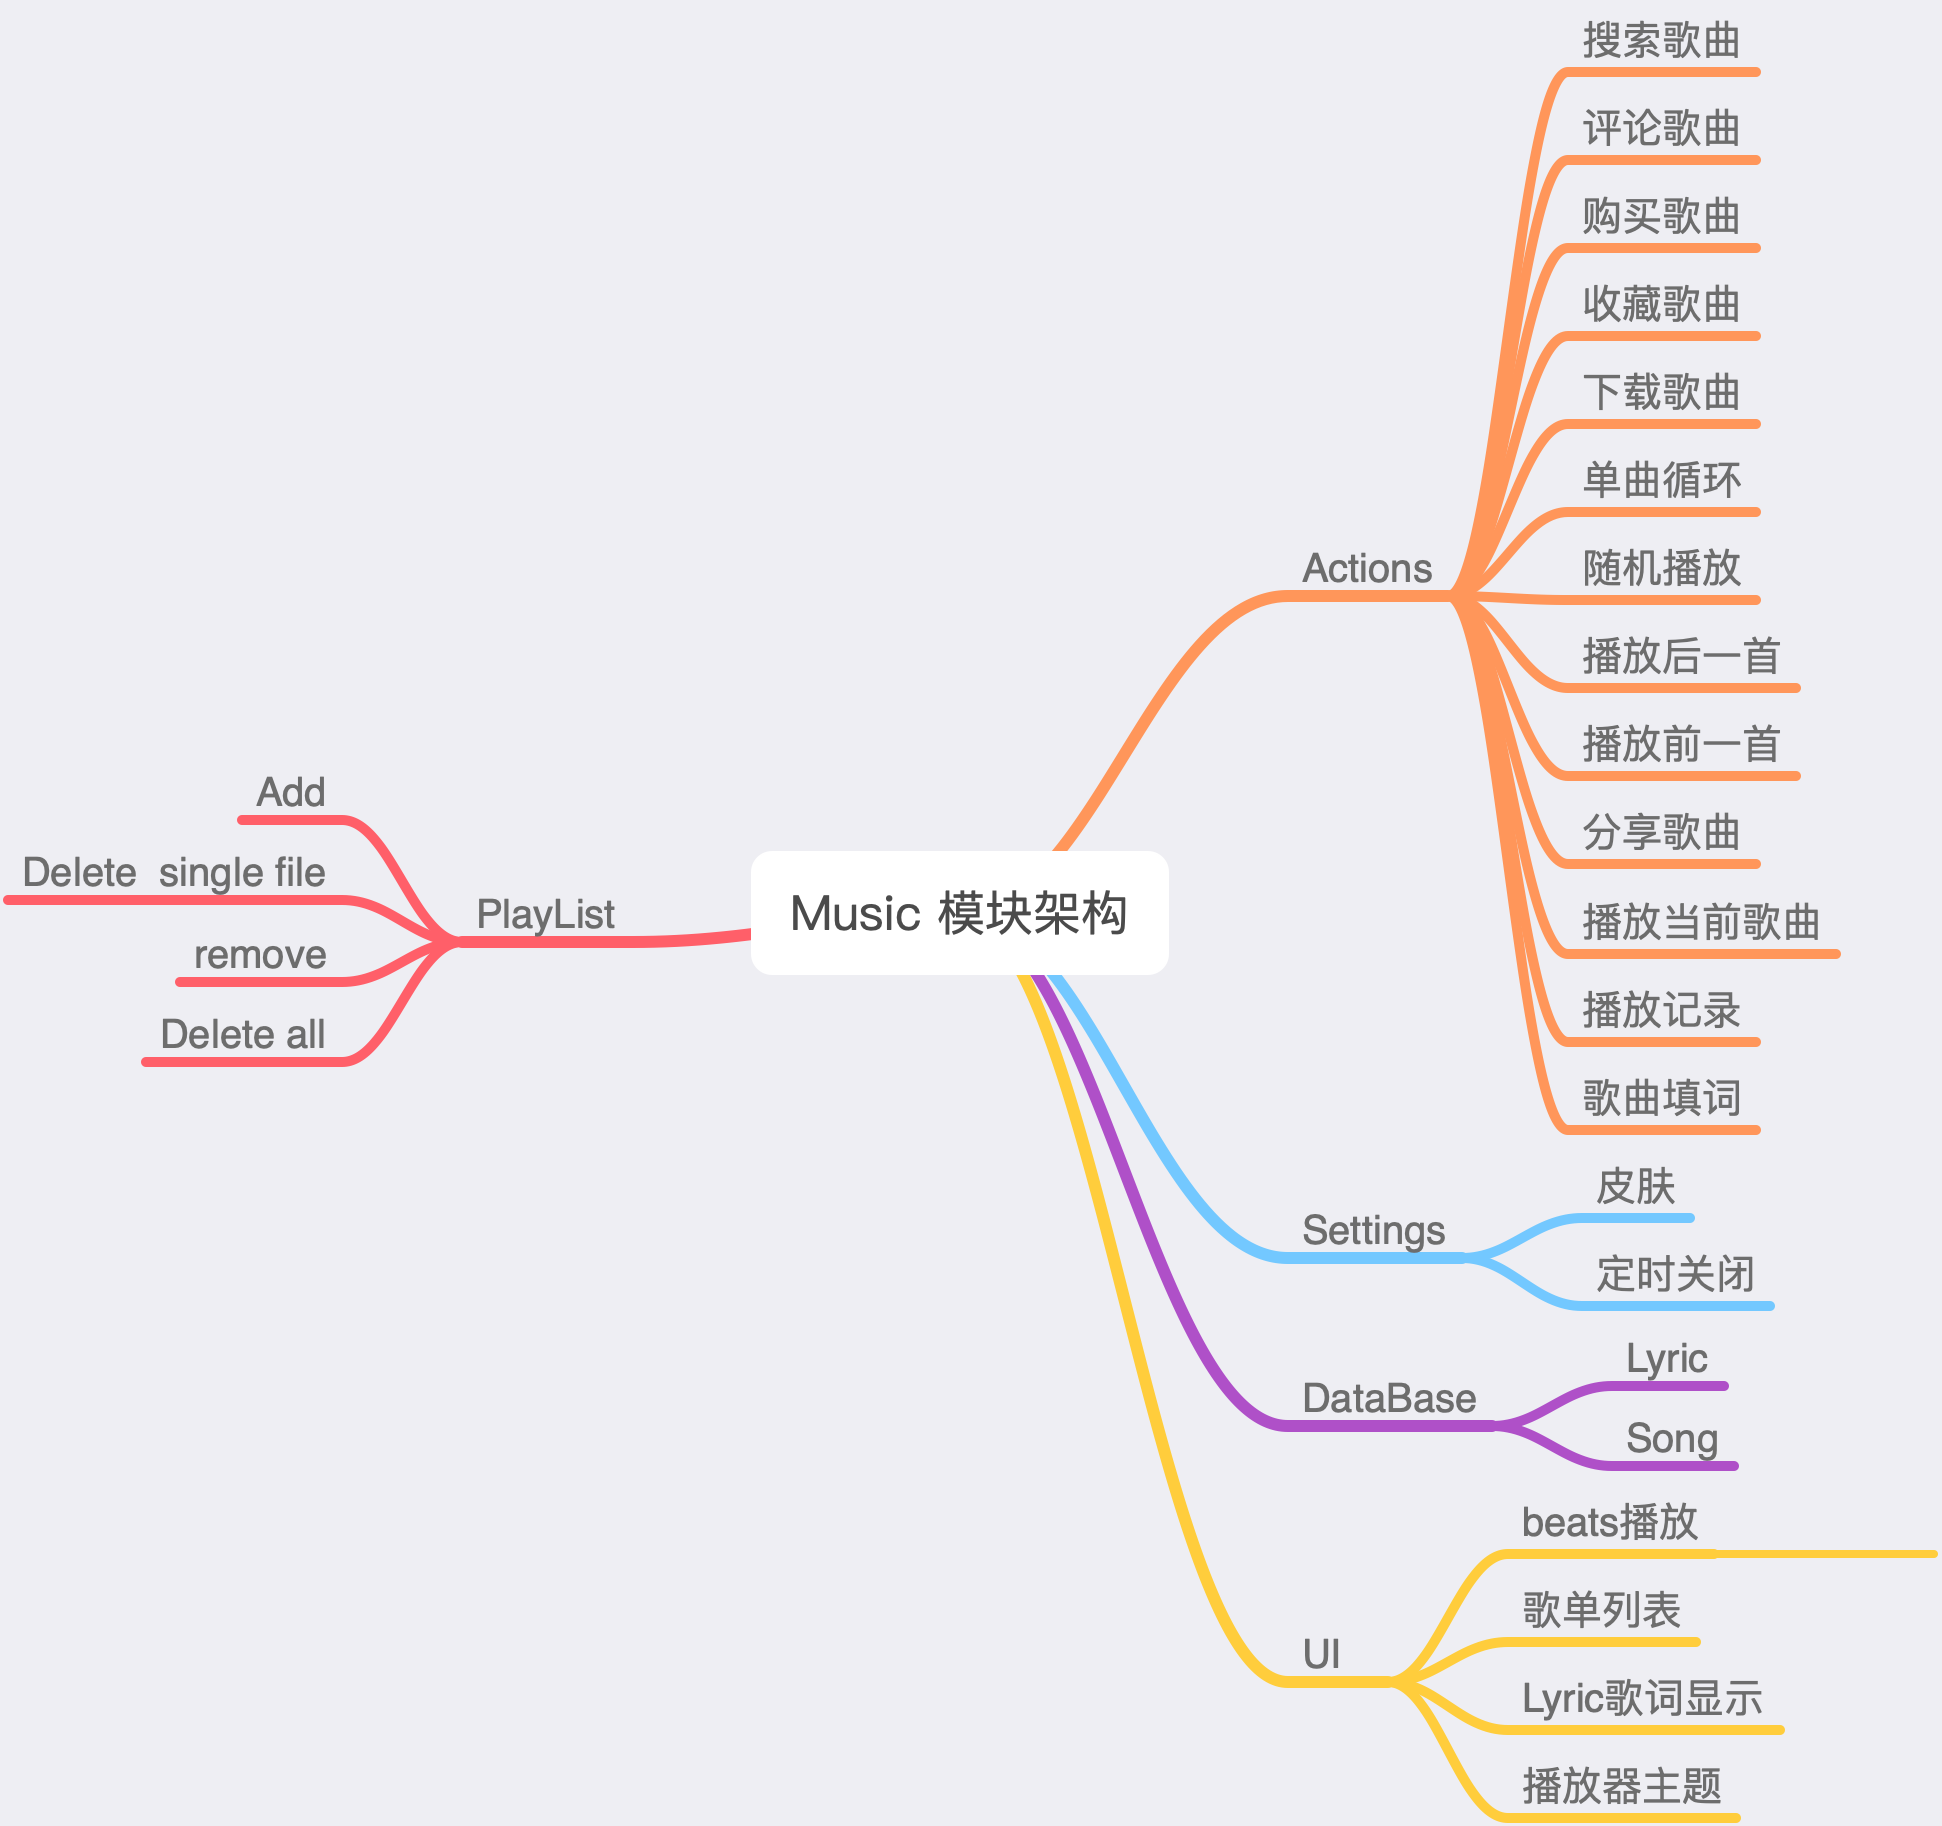 Music 模块架构
Actions
搜索歌曲
评论歌曲
购买歌曲
收藏歌曲
下载歌曲
单曲循环
随机播放
播放后一首
播放前一首
分享歌曲
播放当前歌曲
播放记录
歌曲填词
Settings
皮肤
定时关闭
DataBase
Lyric
Song
UI
beats播放
歌单列表
Lyric歌词显示
播放器主题
PlayList
Add
Delete  single file
remove
Delete all